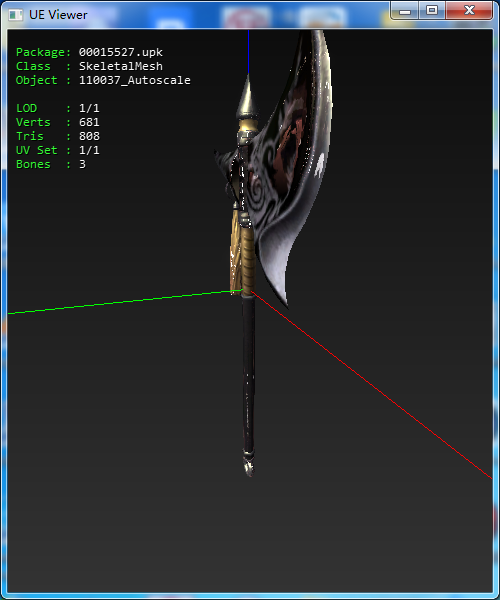 UE Viewer
Package: 00015527.upk
Class : SkeletalMesh
Object : 110037_Autoscale
LOD : 1/1
Verts : 681
Tris : 808
UV Set : 1/1
Bones : 3